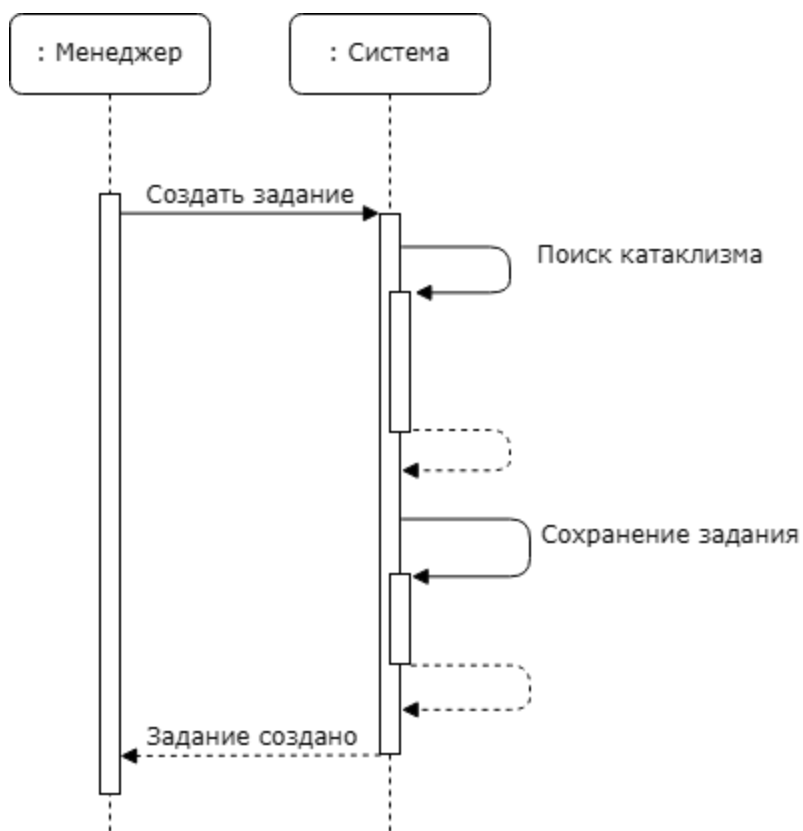 : Менеджер
: Система
Создать задание
Поиск катаклизма
Сохранение задания
Задание создано